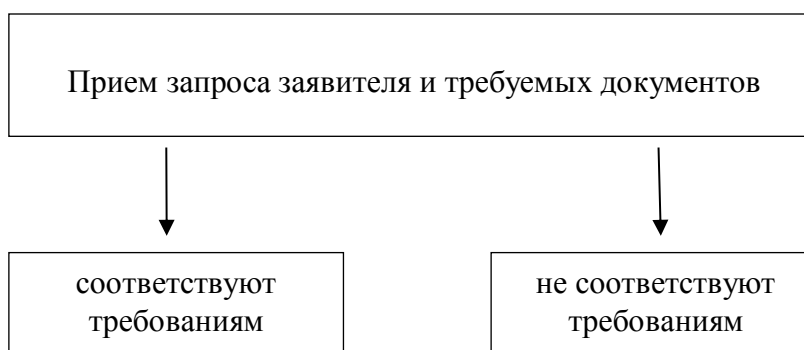 Прием запроса заявителя и требуемых документов
соответствуют
требованиям
не соответствуют
требованиям